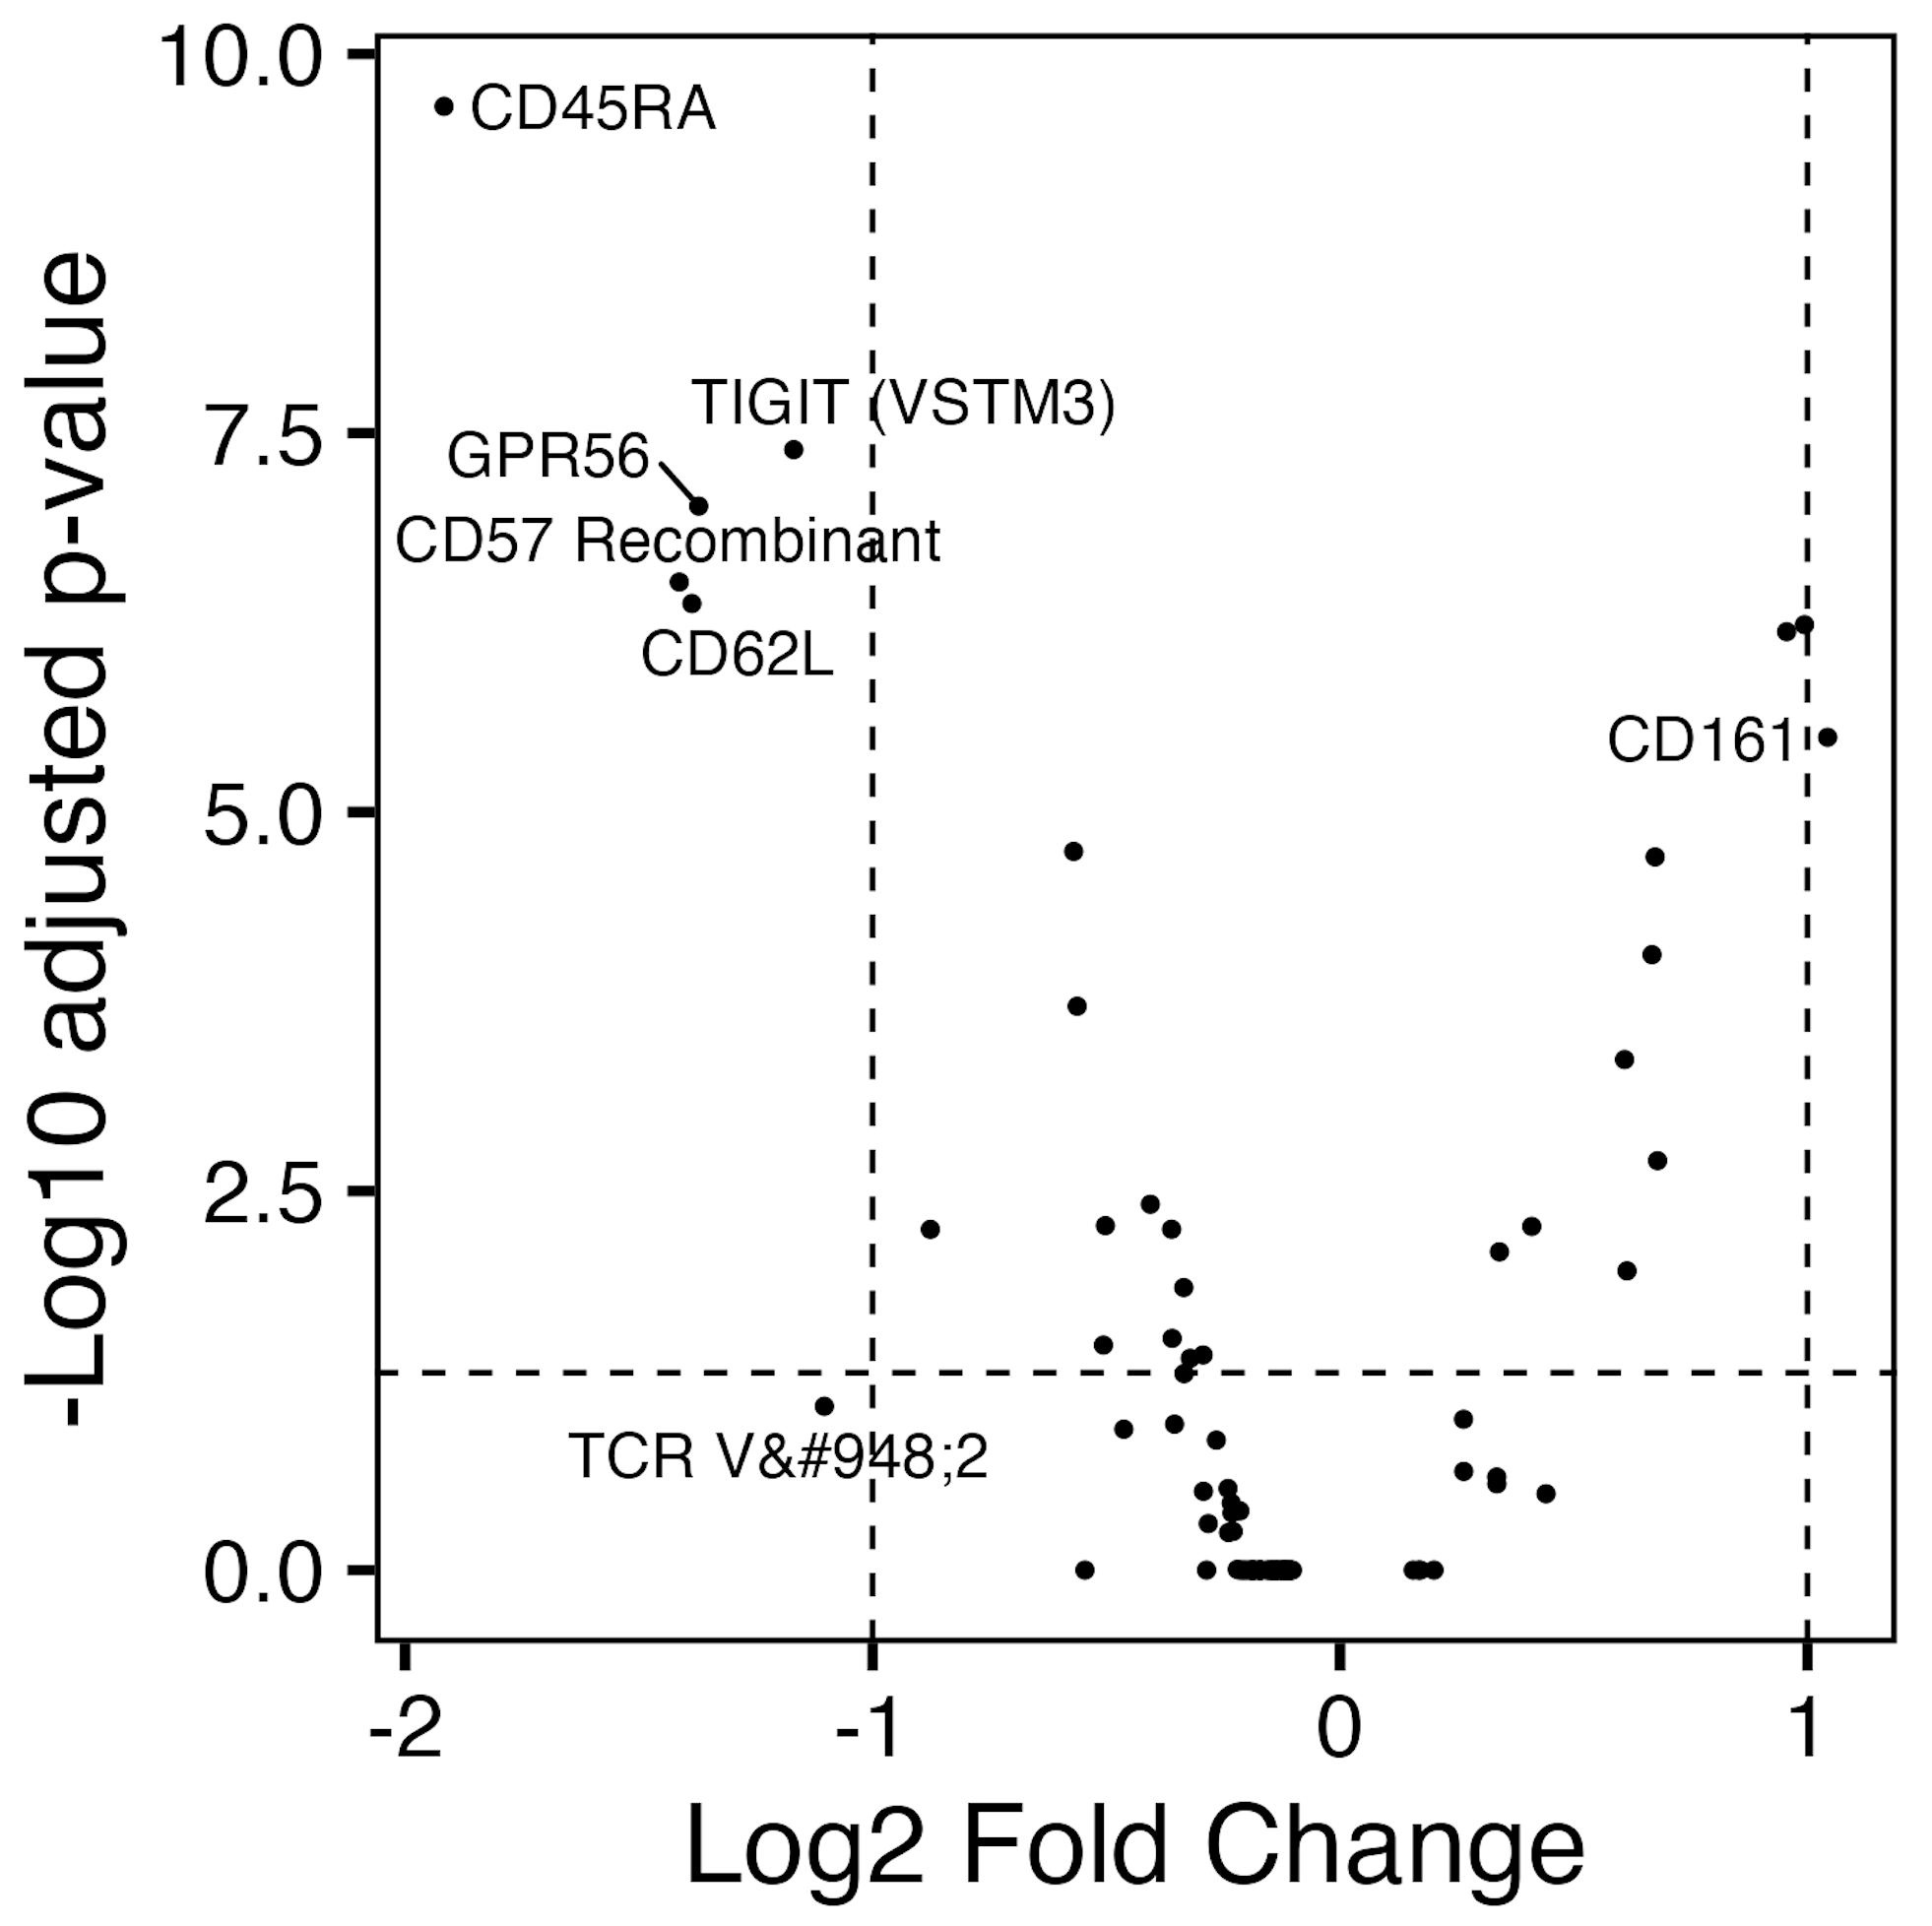 10.0
CD45RA
TIGIT (VSTM3)
7.5
GPR56
CD57 Recombinant
CD62L
CD161
5.0
2.5
TCR V&#948;2
0.0
-2
-1
0
1
Log2 Fold Change
-Log10 adjusted p-value